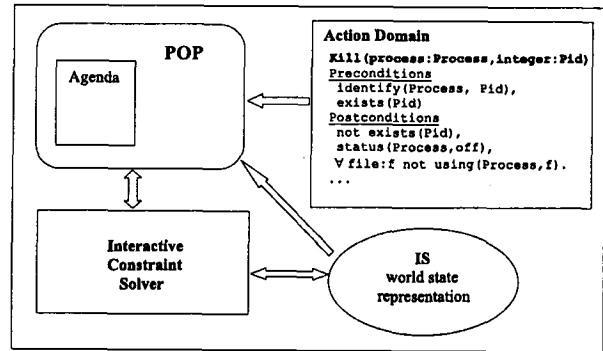 POP
Agenda
Action Domain
Kill(process:Process,integer:Pid)
Preconditions
identify(Process, Pid),
exists(Pid)
Postconditions
not exists(Pid),
status(Process,off),
∀ file:f not using(Process,f).
...
Interactive
Constraint
Solver
IS
world state
representation